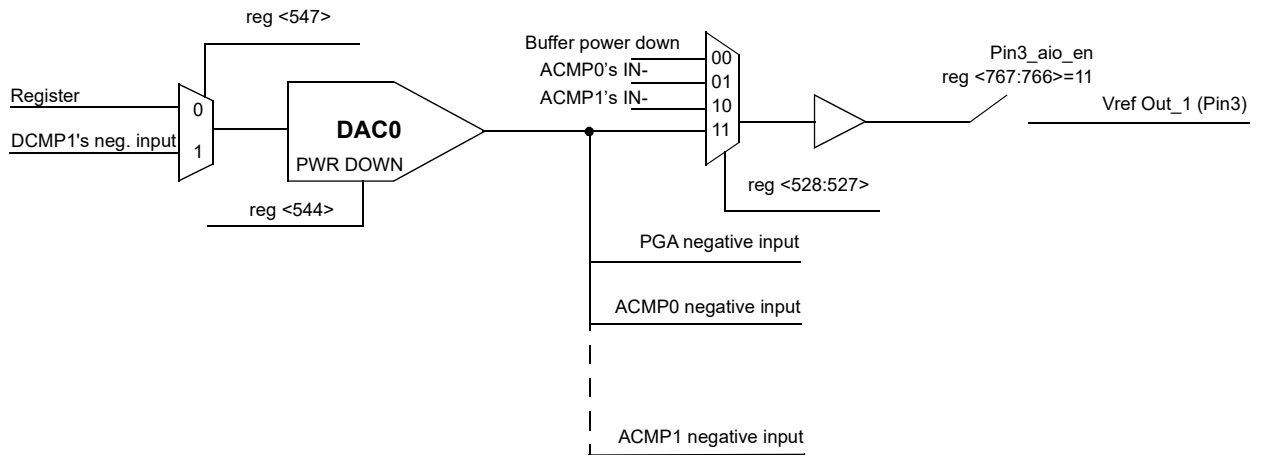 reg <547>
Buffer power down
Pin3_aio_en
00
ACMP0's IN-
reg <767:766>=11
01
Register
0
ACMP1's IN-
10
Vref Out_1 (Pin3)
DAC0
11
DCMP1's neg. input
1
PWR DOWN
reg <528:527>
reg <544>
PGA negative input
ACMP0 negative input
ACMP1 negative input